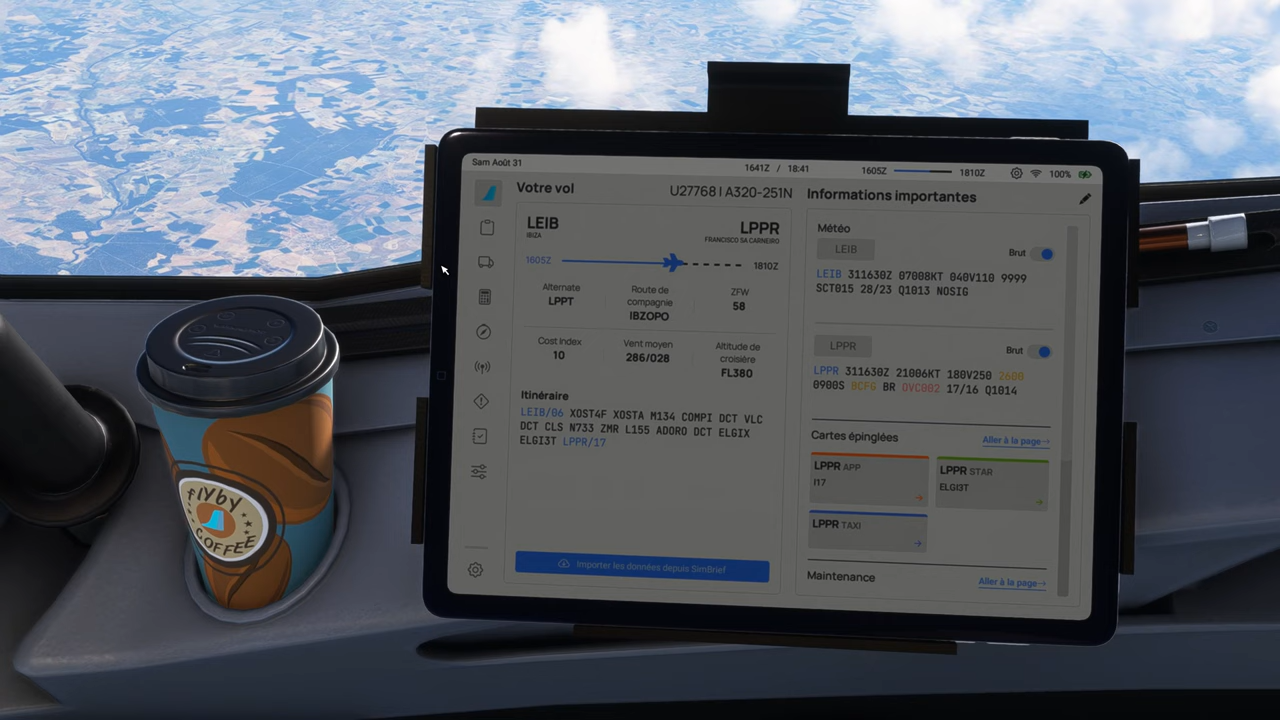 Sam Août 31
1641Z / 18:41
1605Z
1810Z
100%
Votre vol
U27768 | A320-251N
LEIB
IBIZA
LPPR
FRANCISCO SA CARNEIRO
1605Z
1810Z
Alternate
LPPT
Route de
compagnie
IBZOPO
ZFW
58
Cost Index
10
Vent moyen
286/028
Altitude de
croisière
FL380
Itinéraire
LEIB/06 XOST4F XOSTA M134 COMPI DCT VLC
DCT CLS N733 ZMR L155 ADORO DCT ELGIX
ELGI3T LPPR/17
Importer les données depuis SimBrief
Informations importantes
Météo
LEIB
Brut
LEIB 311630Z 07008KT 040V110 9999
SCT015 28/23 Q1013 NOSIG
LPPR
Brut
LPPR 311630Z 21006KT 180V250 2600
0900S BCFG BR OVC002 17/16 Q1014
Cartes épinglées
Aller à la page
LPPR APP
I17
LPPR STAR
ELGI3T
LPPR TAXI
Maintenance
Aller à la page
flyby
COFFEE